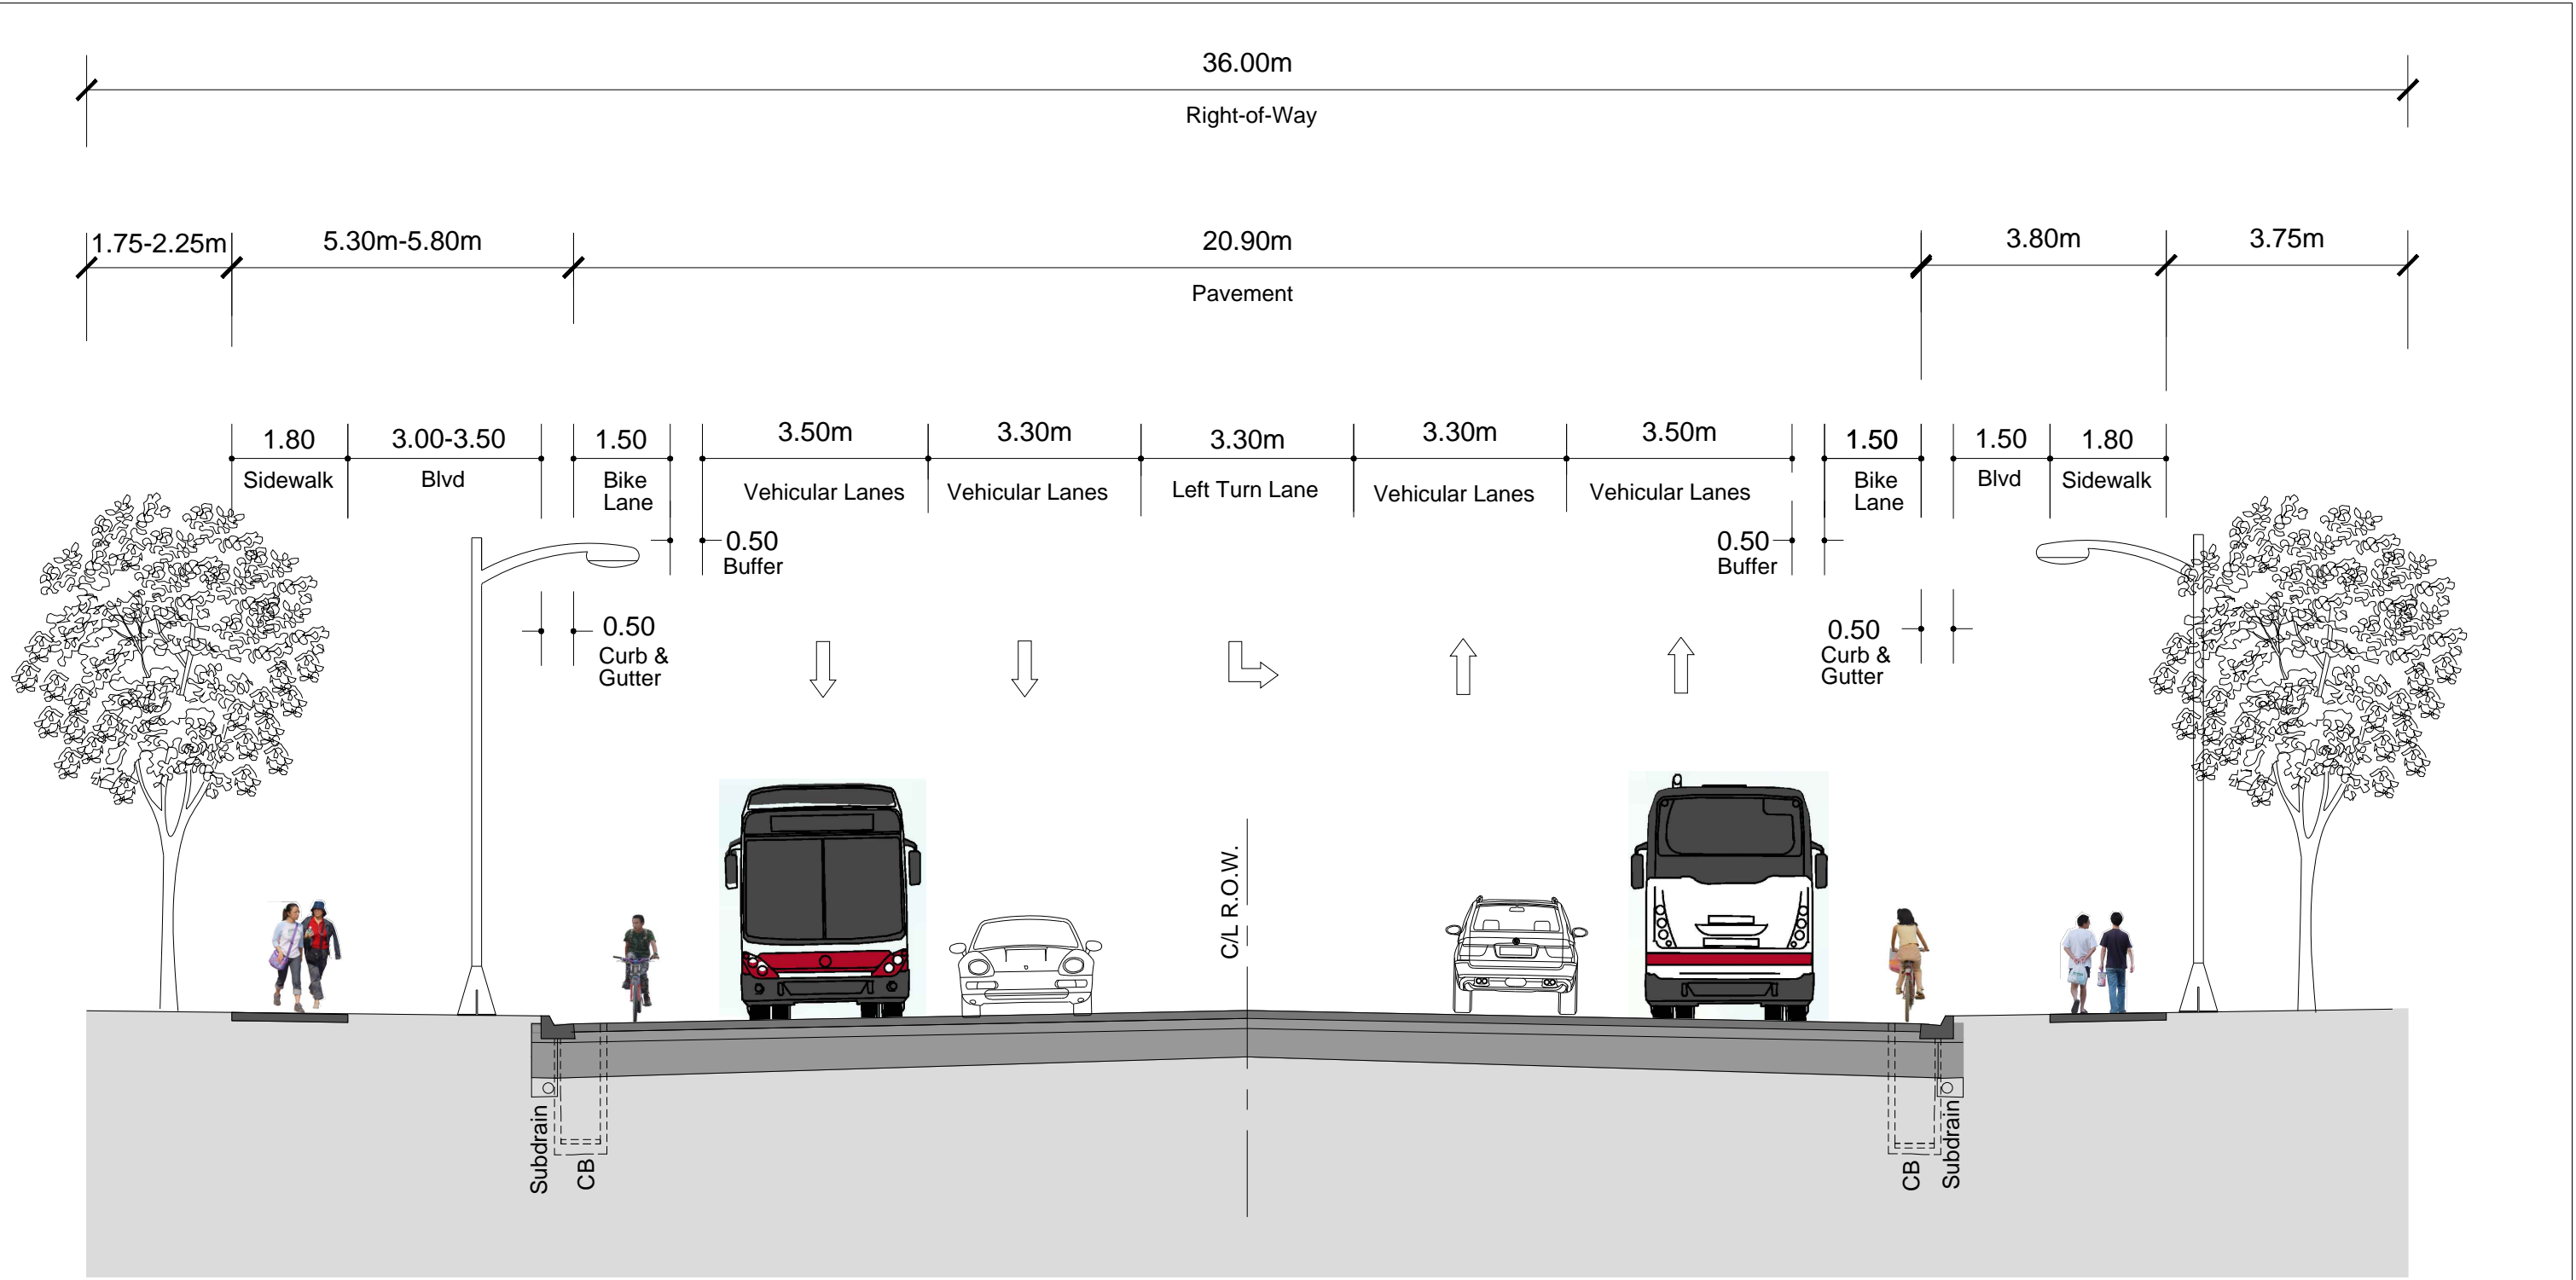 36.00m
Right-of-Way
1.75-2.25m
5.30m-5.80m
20.90m
3.80m
3.75m
Pavement
1.80
3.00-3.50
1.50
3.50m
3.30m
3.30m
3.30m
3.50m
1.50
1.50
1.80
Sidewalk
Blvd
Bike
Lane
Vehicular Lanes
Vehicular Lanes
Left Turn Lane
Vehicular Lanes
Vehicular Lanes
Bike
Lane
Blvd
Sidewalk
0.50
Buffer
0.50
Buffer
0.50
Curb &
Gutter
0.50
Curb &
Gutter
C/L R.O.W.
Subdrain
CB
CB
Subdrain